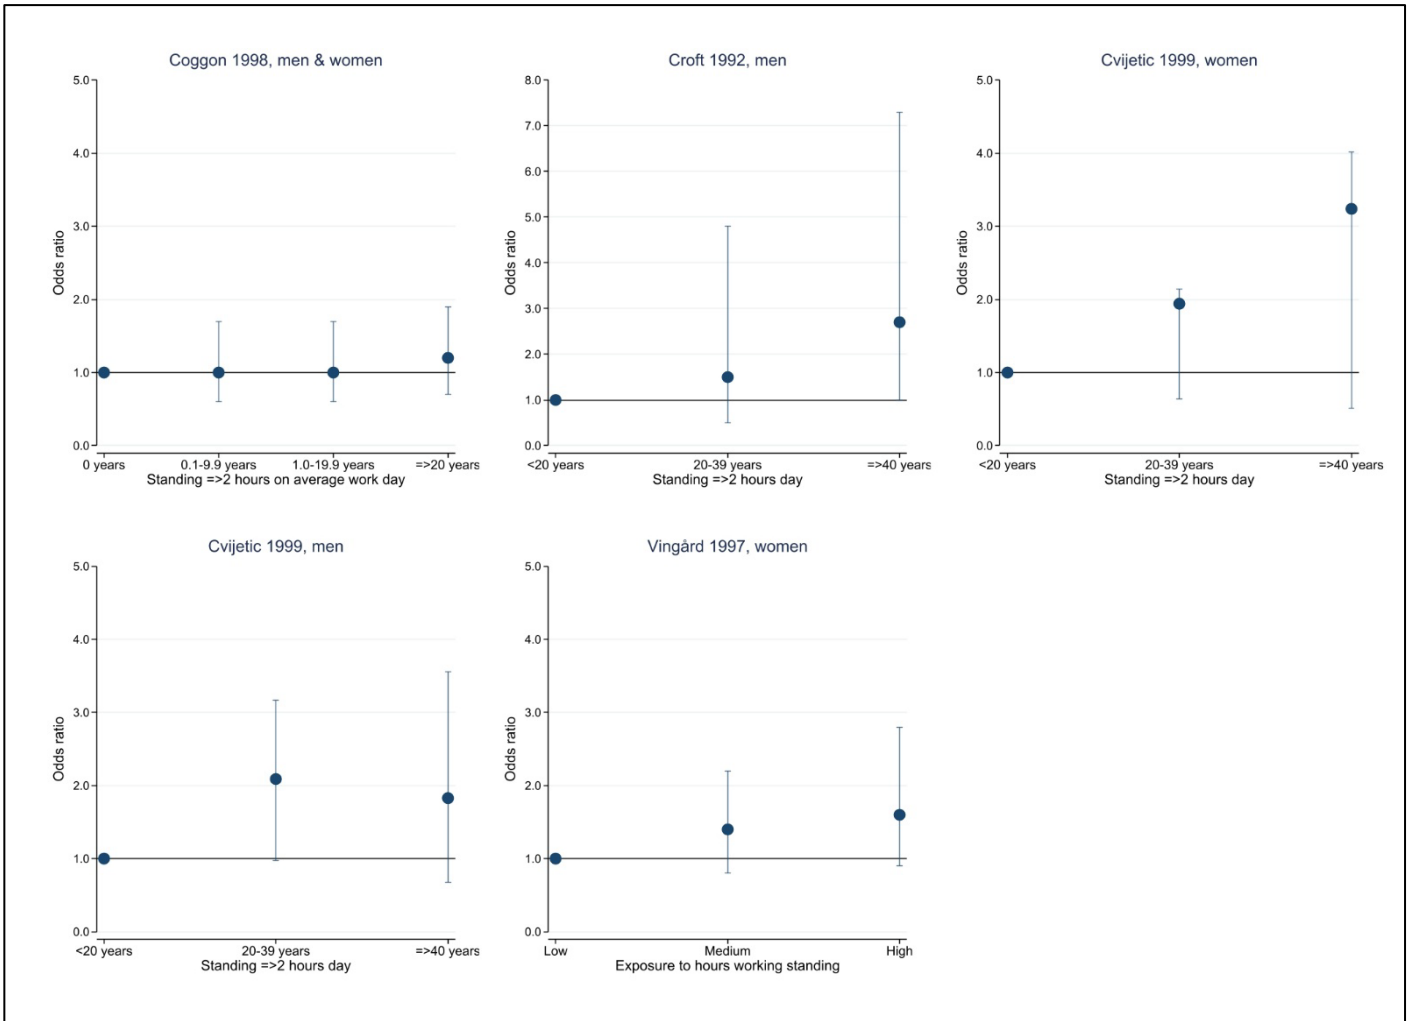 Coggon 1998, men & women
5.0
4.0
3.0
2.0
1.0
0.0
Odds ratio
0 years 0.1-9.9 years 1.0-19.9 years =>20 years
Standing =>2 hours on average work day
Croft 1992, men
8.0
7.0
6.0
5.0
4.0
3.0
2.0
1.0
0.0
Odds ratio
<20 years 20-39 years =>40 years
Standing =>2 hours day
Cvijetic 1999, women
5.0
4.0
3.0
2.0
1.0
0.0
Odds ratio
<20 years 20-39 years =>40 years
Standing =>2 hours day
Cvijetic 1999, men
5.0
4.0
3.0
2.0
1.0
0.0
Odds ratio
<20 years 20-39 years =>40 years
Standing =>2 hours day
Vingård 1997, women
5.0
4.0
3.0
2.0
1.0
0.0
Odds ratio
Low Medium High
Exposure to hours working standing